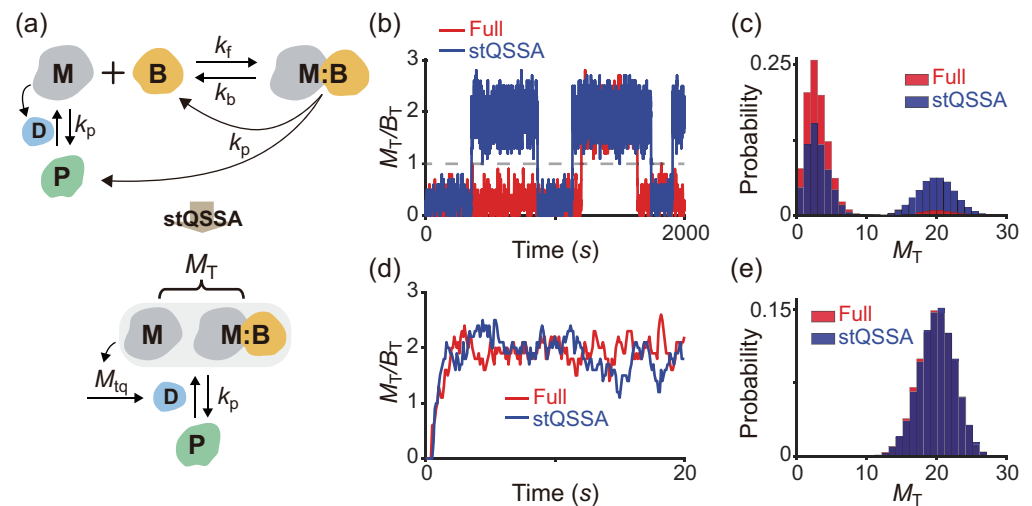 (a)
M + B
k_f
k_b
M:B
D
k_p
k_p
P
stQSSA
M_T
M
M:B
M_tq
D
k_p
P
(b)
Full
stQSSA
3
2
1
0
M_T/B_T
0
2000
Time (s)
(c)
0.25
0
Probability
Full
stQSSA
0
10
20
30
M_T
(d)
3
2
1
0
M_T/B_T
Full
stQSSA
0
20
Time (s)
(e)
0.15
0
Probability
Full
stQSSA
0
10
20
30
M_T